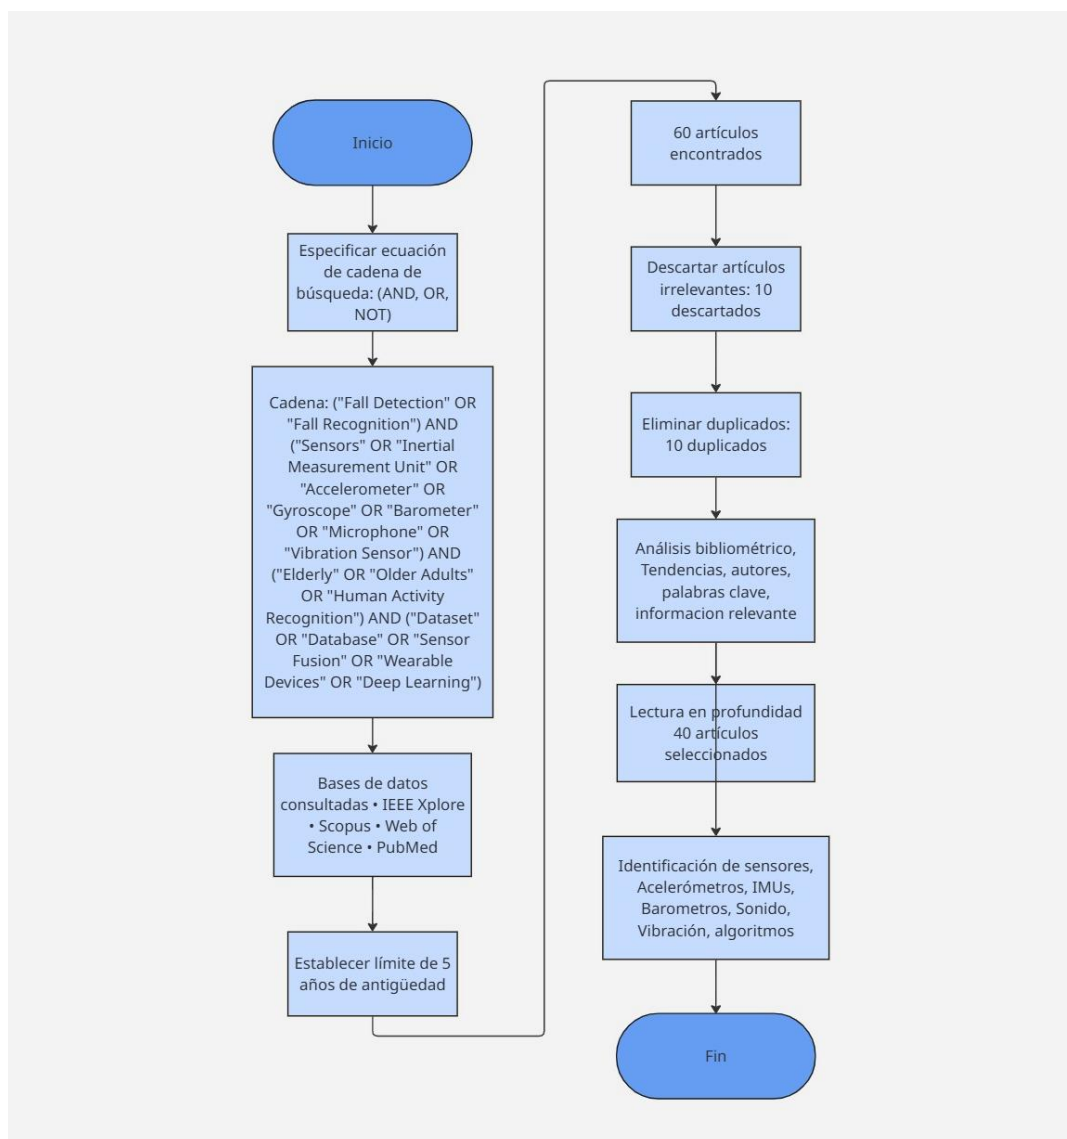 Inicio
Especificar ecuación
de cadena de
búsqueda: (AND, OR,
NOT)
Cadena: ("Fall Detection" OR
"Fall Recognition") AND
("Sensors" OR "Inertial
Measurement Unit" OR
"Accelerometer" OR
"Gyroscope" OR "Barometer"
OR "Microphone" OR
"Vibration Sensor") AND
("Elderly" OR "Older Adults"
OR "Human Activity
Recognition") AND ("Dataset"
OR "Database" OR "Sensor
Fusion" OR "Wearable
Devices" OR "Deep Learning")
Bases de datos
consultadas • IEEE Xplore
• Scopus • Web of
Science • PubMed
Establecer límite de 5
años de antigüedad
60 artículos
encontrados
Descartar artículos
irrelevantes: 10
descartados
Eliminar duplicados:
10 duplicados
Análisis bibliométrico,
Tendencias, autores,
palabras clave,
informacion relevante
Lectura en profundidad
40 artículos
seleccionados
Identificación de sensores,
Acelerómetros, IMUs,
Barometros, Sonido,
Vibración, algoritmos
Fin